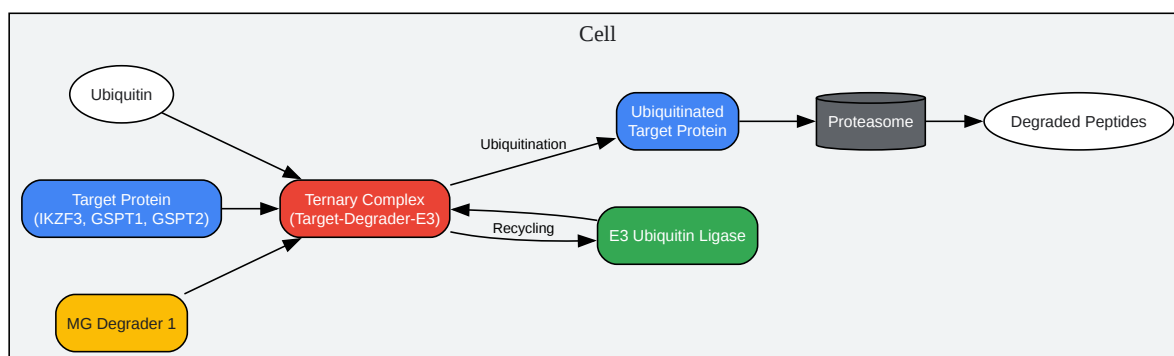 Cell
Ubiquitin
Ubiquitinated
Target Protein
Proteasome
Degraded Peptides
Ubiquitination
Target Protein
(IKZF3, GSPT1, GSPT2)
Ternary Complex
(Target-Degrader-E3)
Recycling
E3 Ubiquitin Ligase
MG Degrader 1